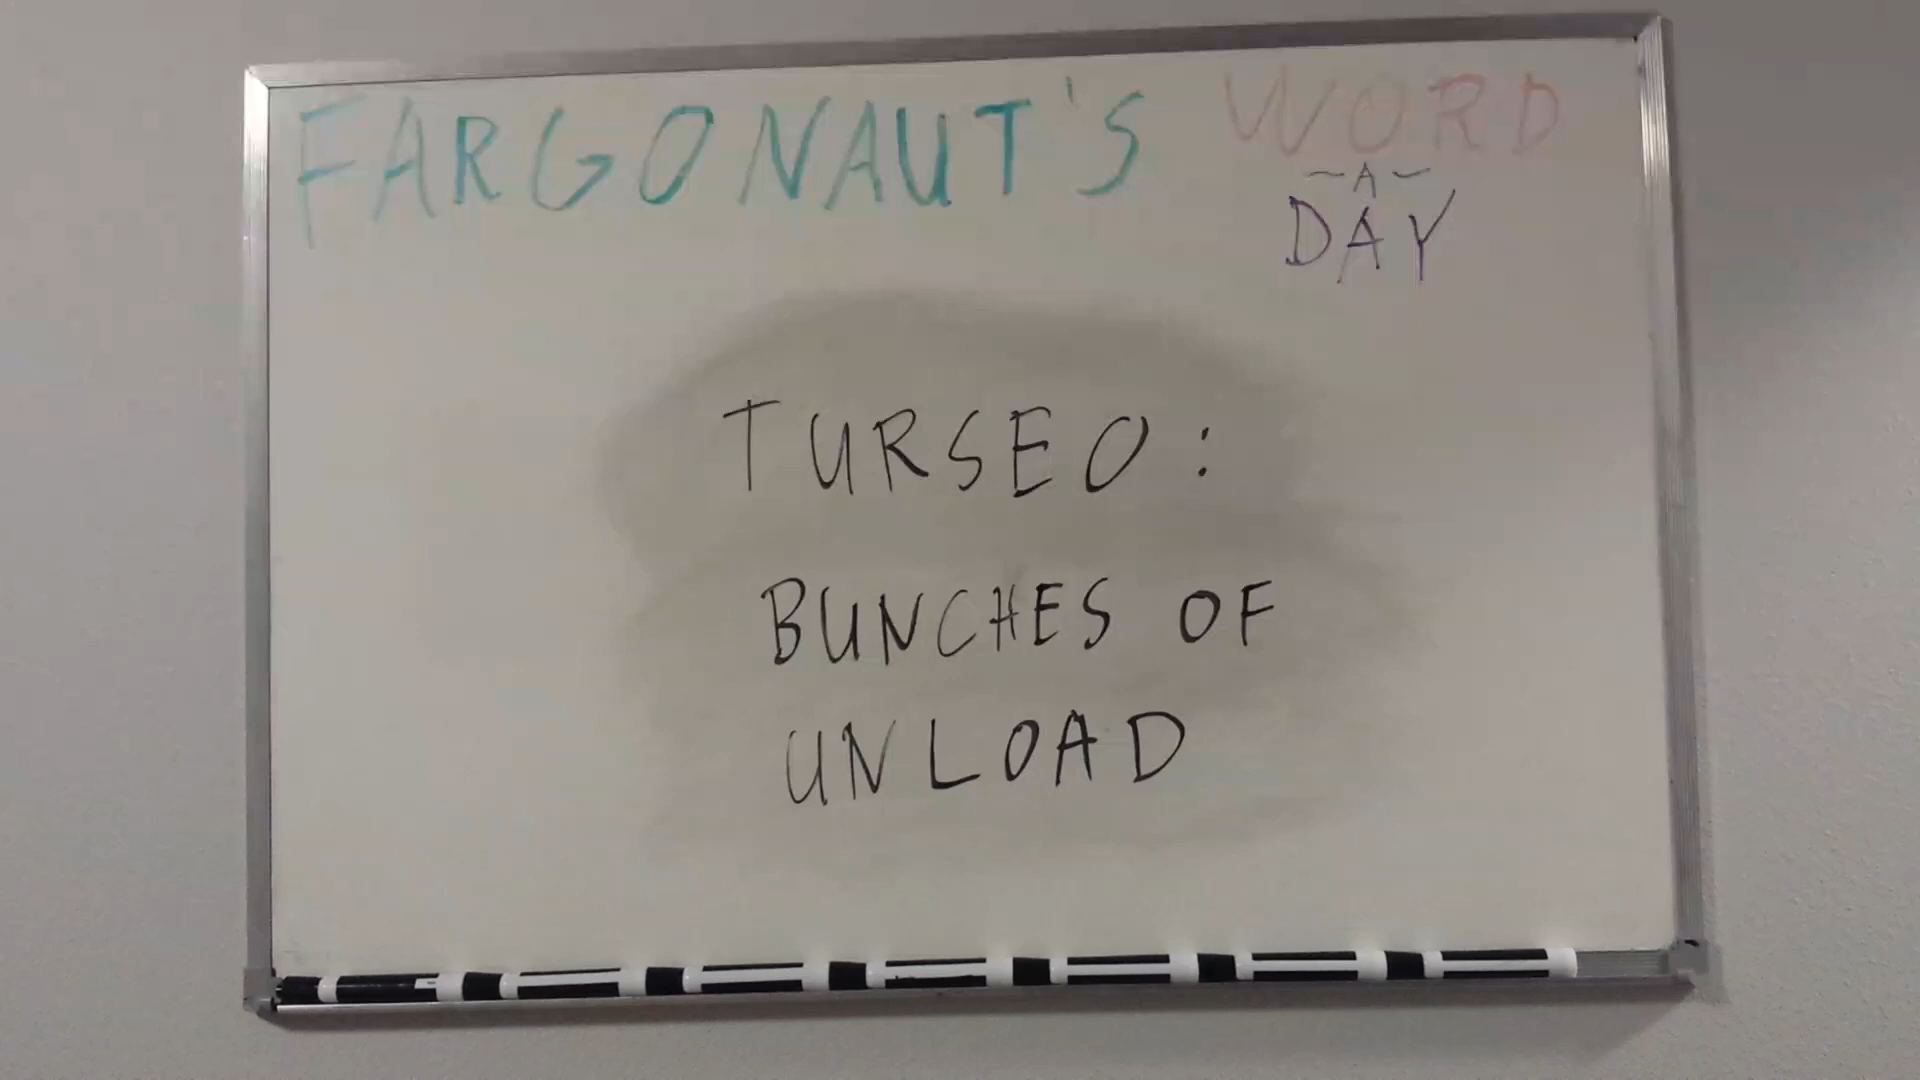 FARGONAUT'S WORD
-A-
DAY
TURSEO:
BUNCHES OF
UNLOAD